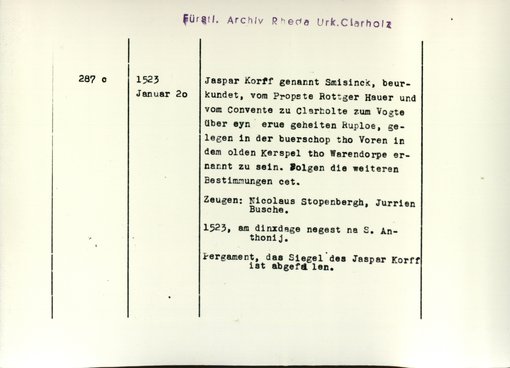 Fürstl. Archiv Rheda Urk.Clarholz
287 c
1523
Januar 20
Jaspar Korff genannt Smisinck, beur-
kundet, vom Propste Rottger Hauer und
vom Convente zu Clarholte zum Vogte
über eyn erue geheiten Ruploe, ge-
legen in der buerschop tho Voren in
dem olden Kerspel tho Warendorpe er-
nannt zu sein. Folgen die weiteren
Bestimmungen cet.
Zeugen: Nicolaus Stopenbergh, Jurrien
Busche.
1523, am dinxdage negest na S. An-
thonij.
Pergament, das Siegel des Jaspar Korff
ist abgefallen.